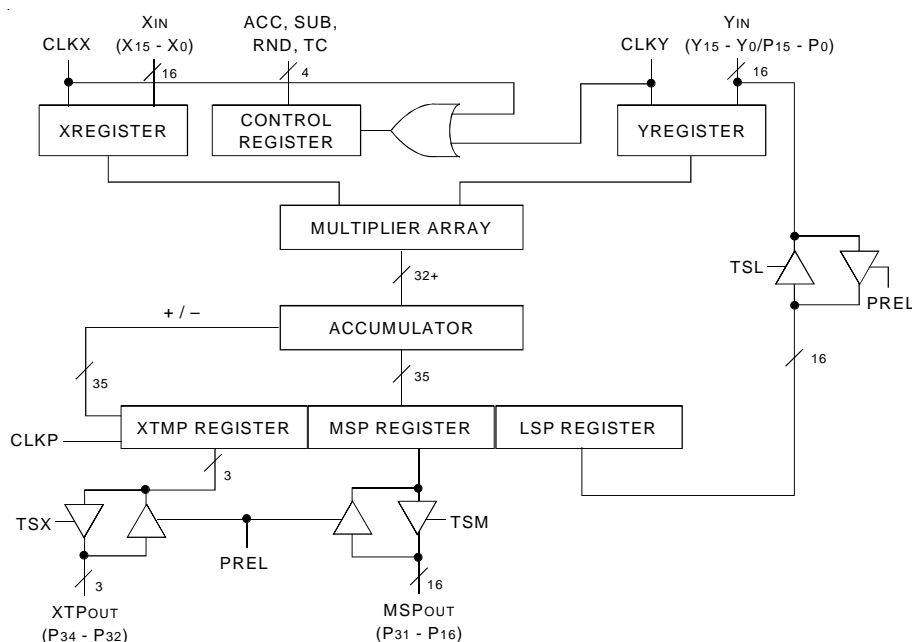 XIN
ACC, SUB,
YIN
CLKX
(X15 - X0)
RND, TC
CLKY
(Y15 - Y0/P15 - P0)
16
4
16
XREGISTER
CONTROL
REGISTER
YREGISTER
MULTIPLIER ARRAY
32+
TSL
PREL
+ / –
ACCUMULATOR
16
35
35
XTMP REGISTER
MSP REGISTER
LSP REGISTER
CLKP
3
TSX
TSM
PREL
3
16
XTPOUT
MSPOUT
(P34 - P32)
(P31 - P16)